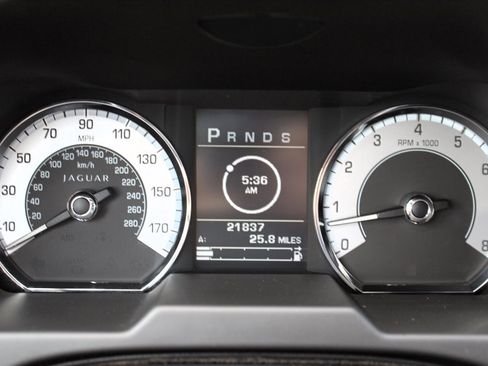 10 30 50 70 90 110 130 150 170
MPH
20 40 60 80 100 120 140 160 180 200 220 240 260 280
km/h
JAGUAR
P R N D S
5:36
AM
21837
A: 25.8 MILES
0 1 2 3 4 5 6 8
RPM x 1000